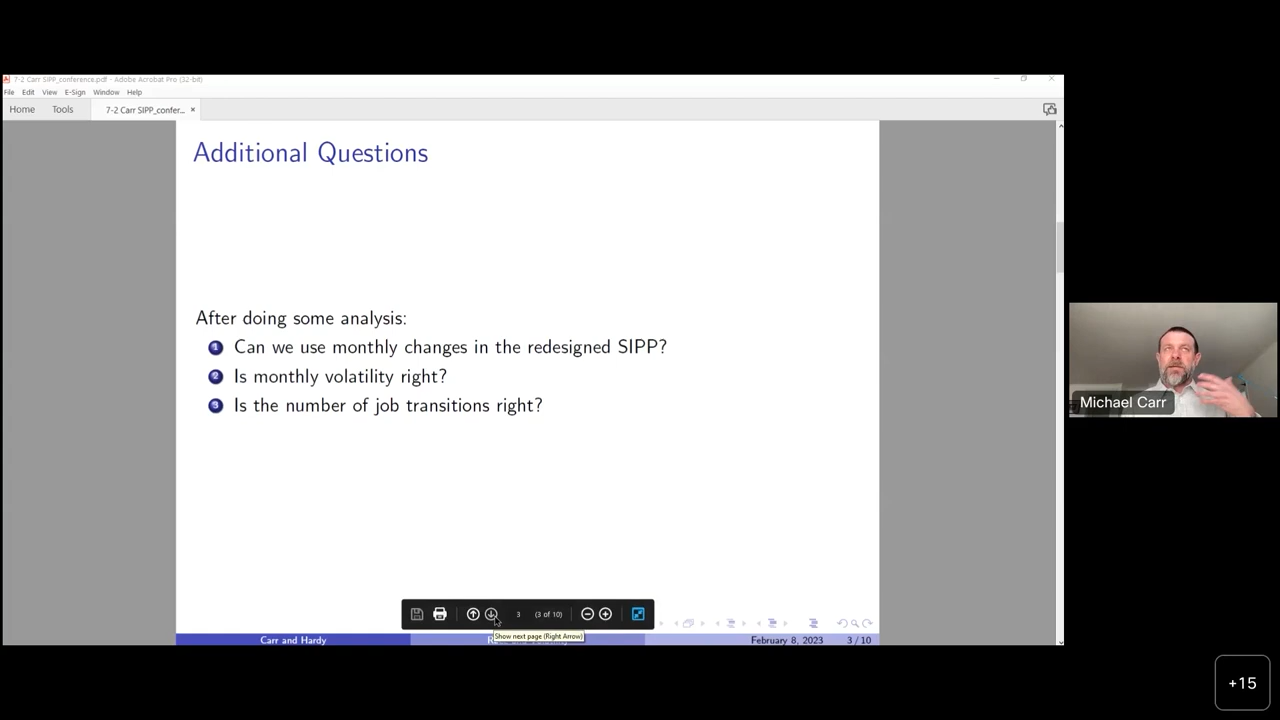 7-2 Carr SIPP_conference.pdf - Adobe Acrobat Pro (32-bit)
File Edit View E-Sign Window Help
Home Tools 7-2 Carr SIPP_confer... ×
Additional Questions
After doing some analysis:
1 Can we use monthly changes in the redesigned SIPP?
2 Is monthly volatility right?
3 Is the number of job transitions right?
Michael Carr
3 (3 of 10)
Show next page (Right Arrow)
Carr and Hardy February 8, 2023 3 / 10
+15